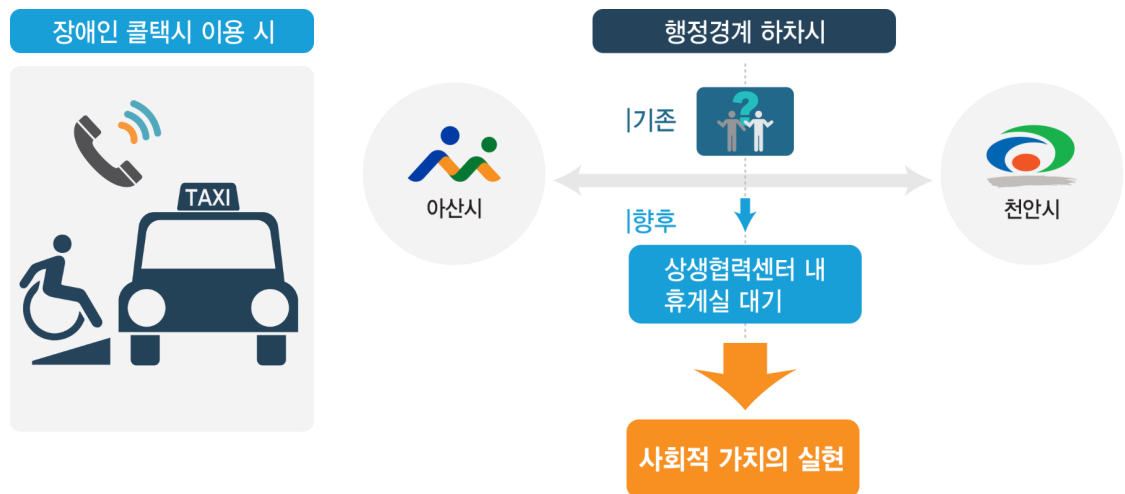 장애인 콜택시 이용 시
TAXI
행정경계 하차시
|기존
?
아산시
천안시
|향후
상생협력센터 내
휴게실 대기
사회적 가치의 실현